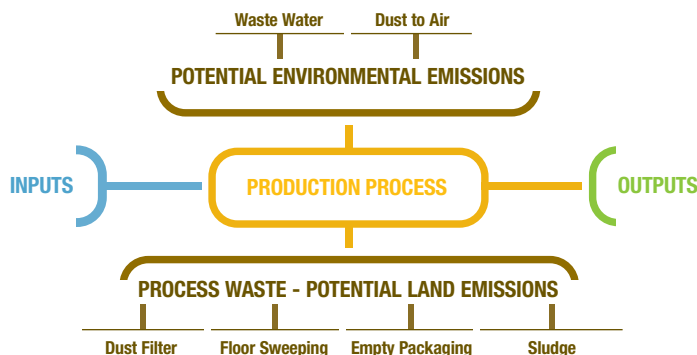 Waste Water
Dust to Air
POTENTIAL ENVIRONMENTAL EMISSIONS
INPUTS
PRODUCTION PROCESS
OUTPUTS
PROCESS WASTE - POTENTIAL LAND EMISSIONS
Dust Filter
Floor Sweeping
Empty Packaging
Sludge